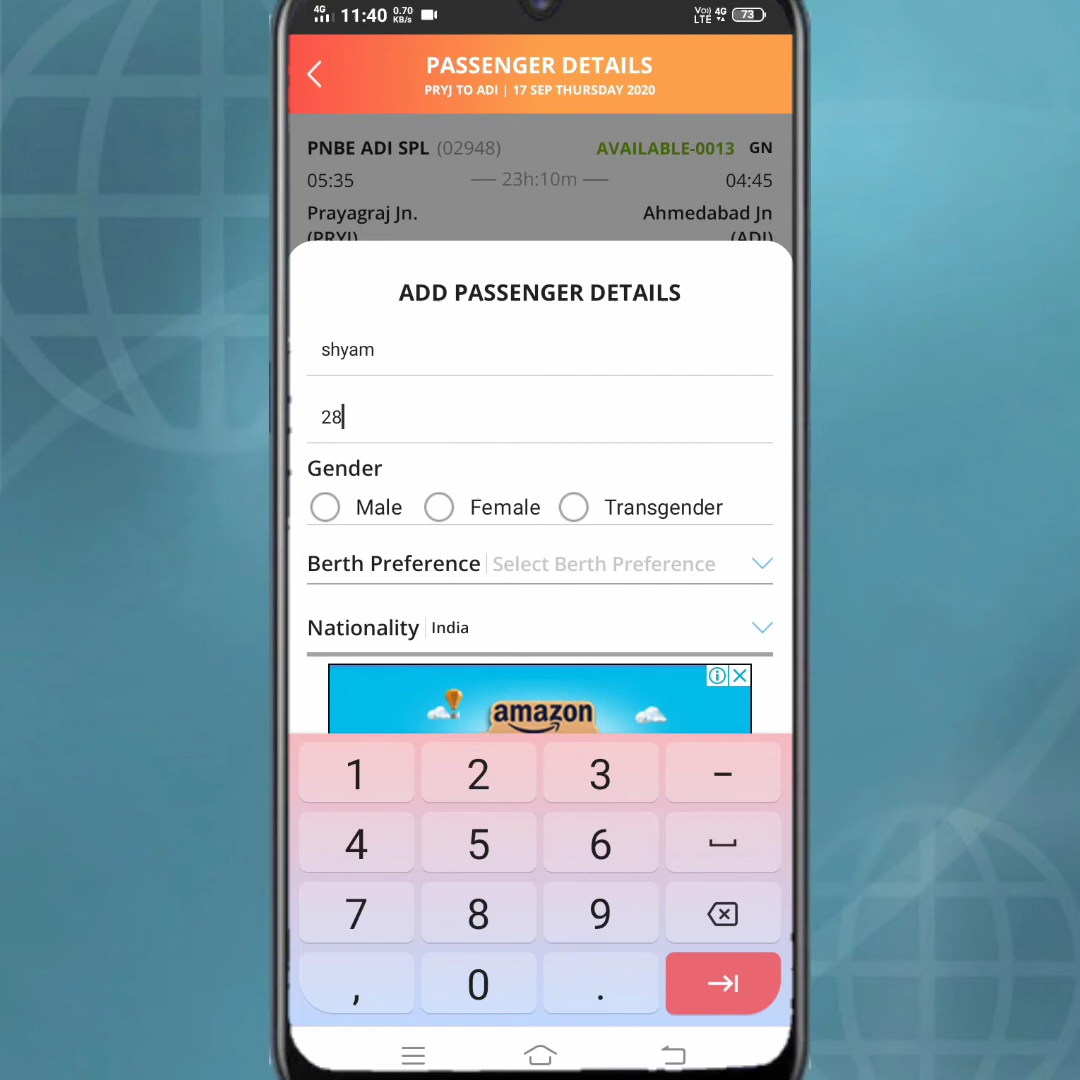 4G 11:40 0.70 KB/s Vo)) LTE 4G 73
PASSENGER DETAILS
PRYJ TO ADI | 17 SEP THURSDAY 2020
PNBE ADI SPL (02948) AVAILABLE-0013 GN
05:35 23h:10m 04:45
Prayagraj Jn. Ahmedabad Jn
(PRYJ) (ADI)
ADD PASSENGER DETAILS
shyam
28
Gender
Male Female Transgender
Berth Preference Select Berth Preference
Nationality India
amazon
1 2 3 –
4 5 6
7 8 9
, 0 .